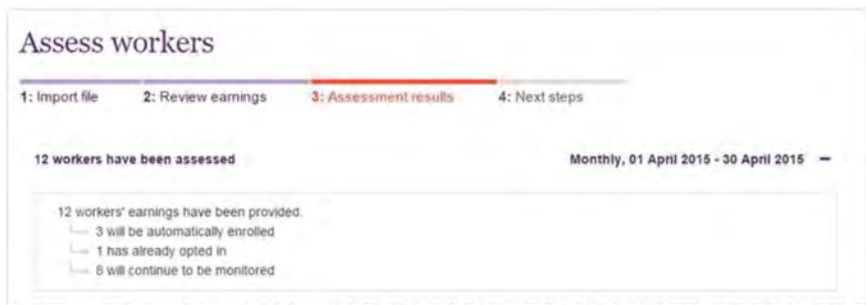 Assess workers
1: Import file 2: Review earnings 3: Assessment results 4: Next steps
12 workers have been assessed Monthly, 01 April 2015 - 30 April 2015 –
12 workers' earnings have been provided.
3 will be automatically enrolled
1 has already opted in
8 will continue to be monitored